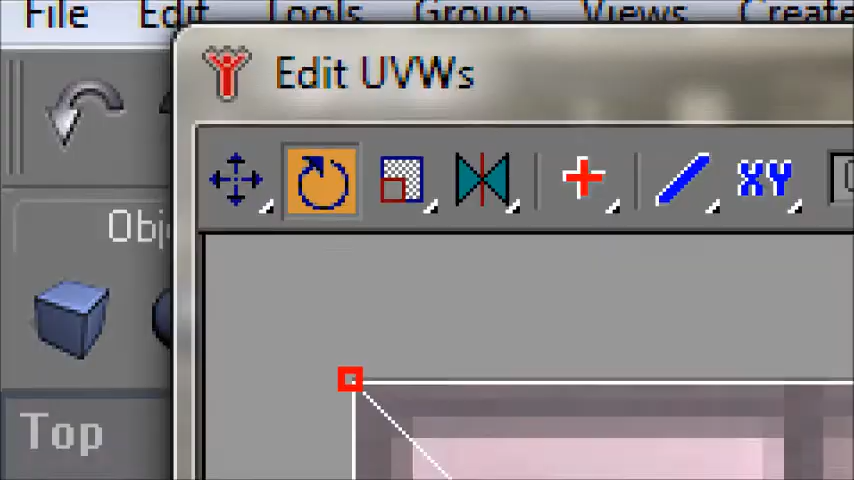 File Edit Tools Group Views Create
Edit UVWs
XY
Obj
Top